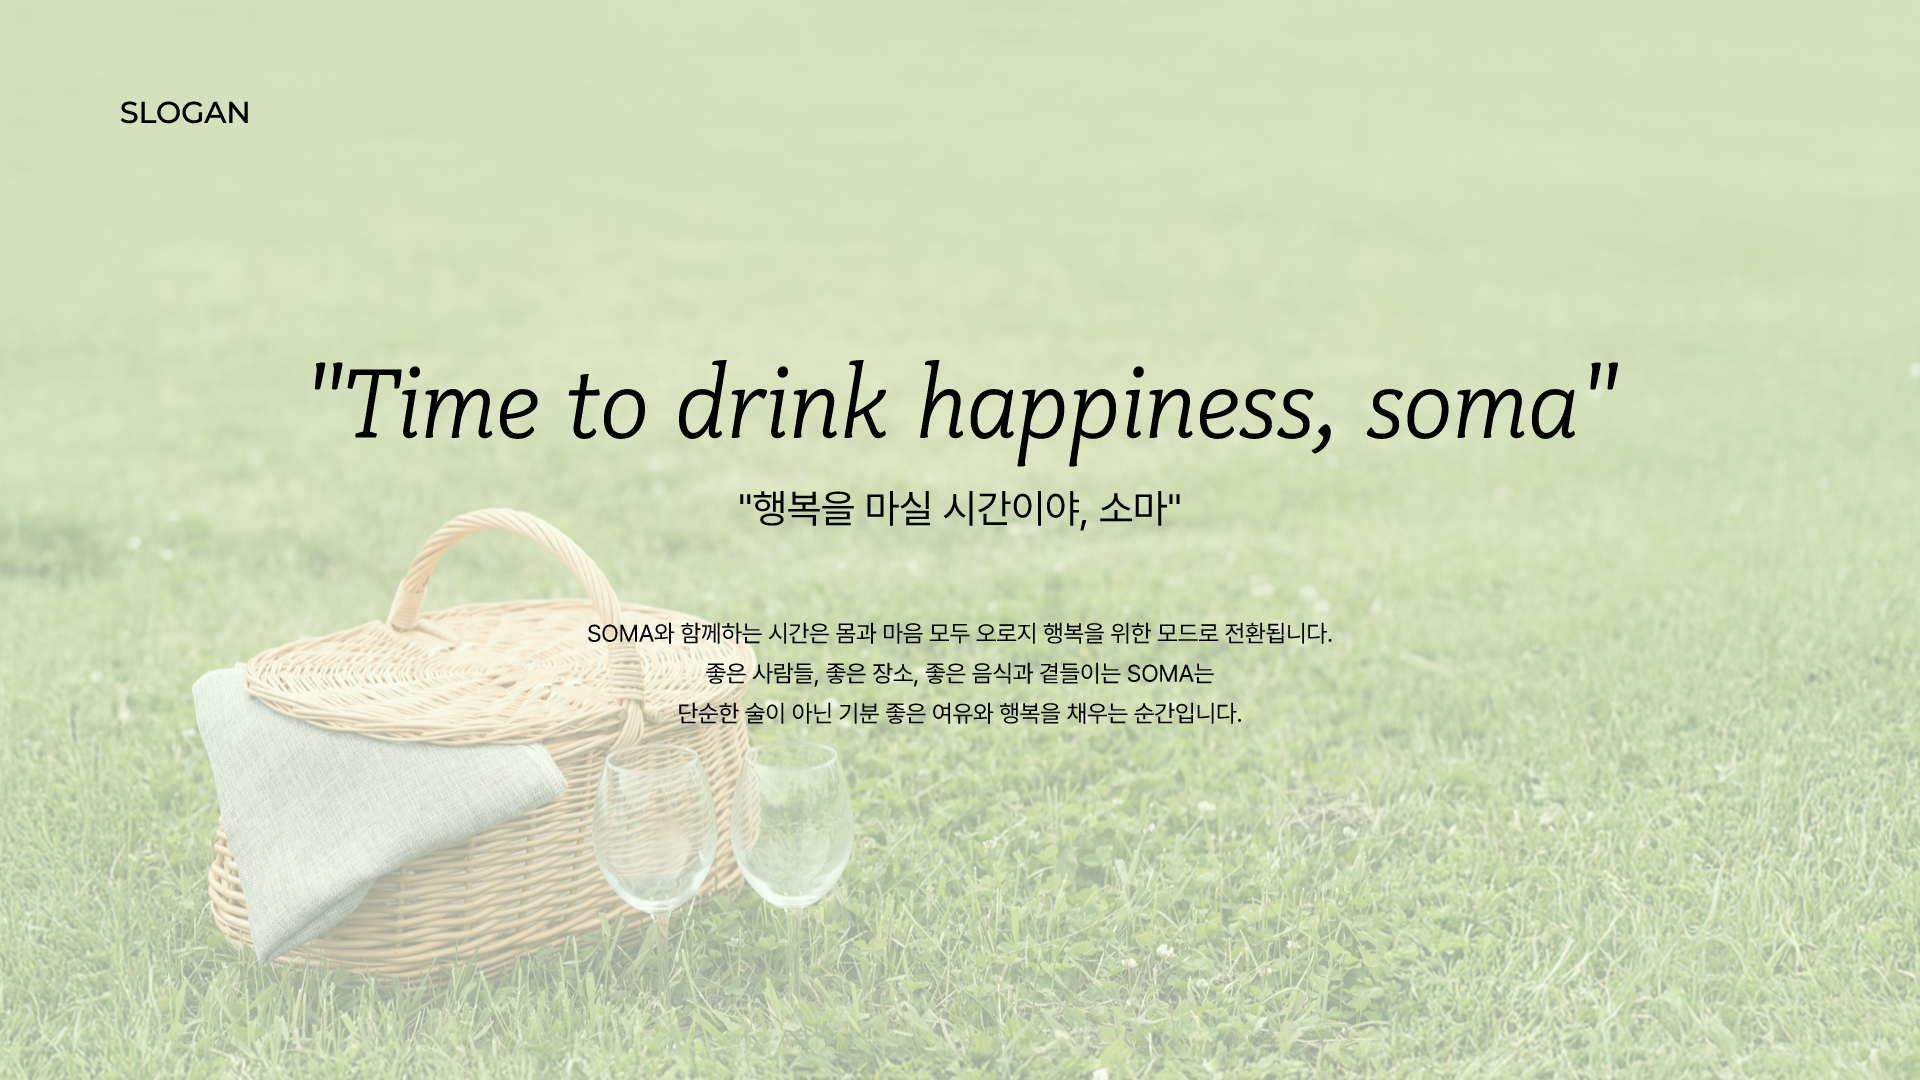 SLOGAN
"Time to drink happiness, soma"
"행복을 마실 시간이야, 소마"
SOMA와 함께하는 시간은 몸과 마음 모두 오로지 행복을 위한 모드로 전환됩니다.
좋은 사람들, 좋은 장소, 좋은 음식과 곁들이는 SOMA는
단순한 술이 아닌 기분 좋은 여유와 행복을 채우는 순간입니다.